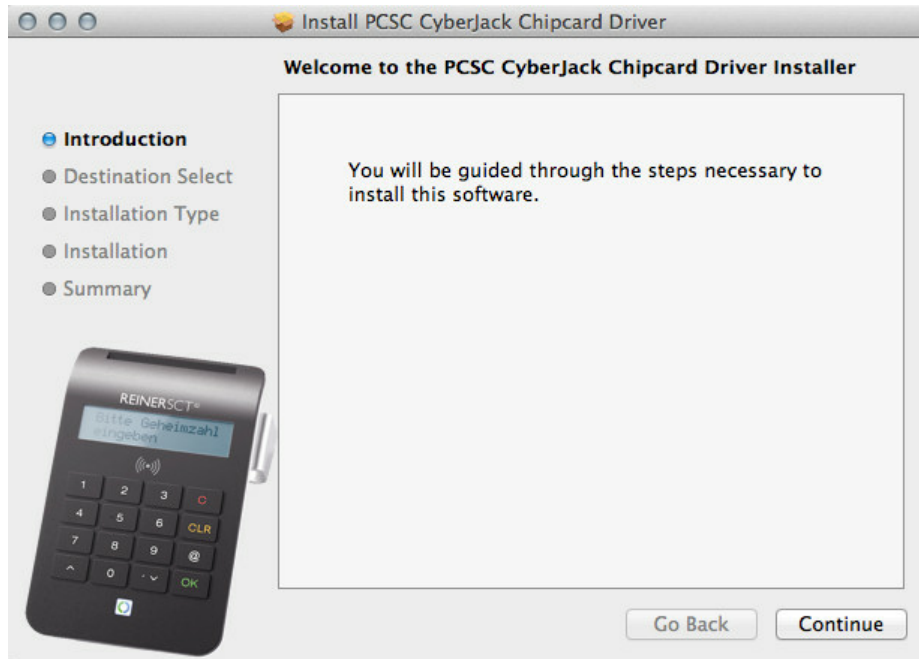 Install PCSC CyberJack Chipcard Driver
Welcome to the PCSC CyberJack Chipcard Driver Installer
Introduction
Destination Select
Installation Type
Installation
Summary
You will be guided through the steps necessary to
install this software.
REINERSCT®
Bitte Geheimzahl
eingeben
1 2 3 C
4 5 6 CLR
7 8 9 @
0 OK
Go Back Continue